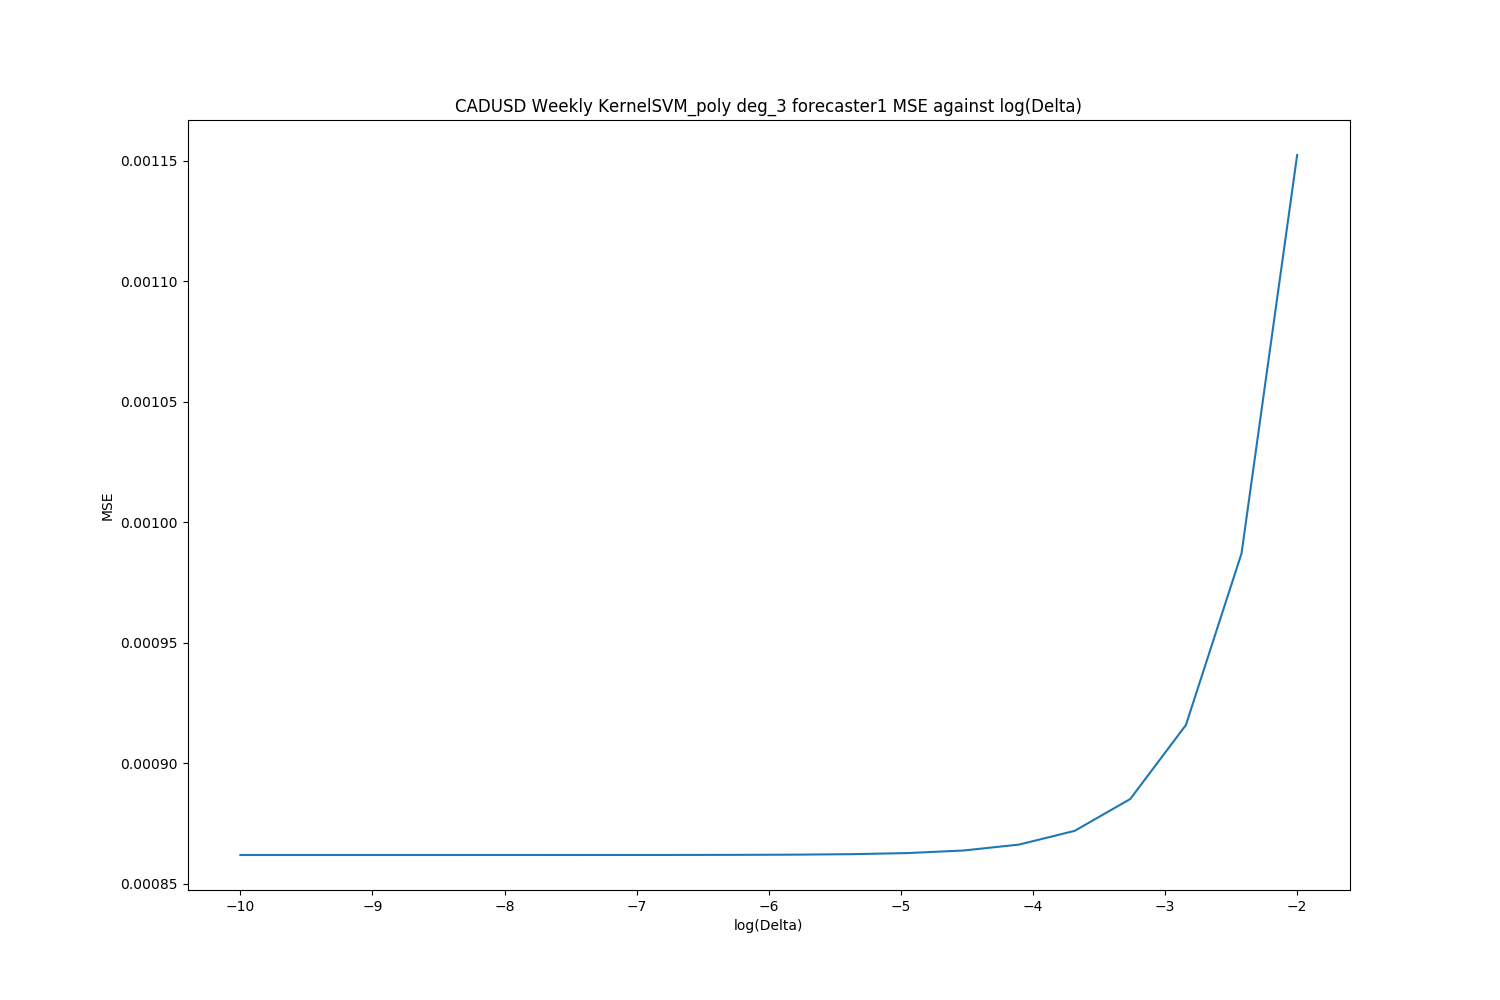 CADUSD Weekly KernelSVM_poly deg_3 forecaster1 MSE against log(Delta)
0.00115
0.00110
0.00105
0.00100
0.00095
0.00090
0.00085
MSE
−10 −9 −8 −7 −6 −5 −4 −3 −2
log(Delta)